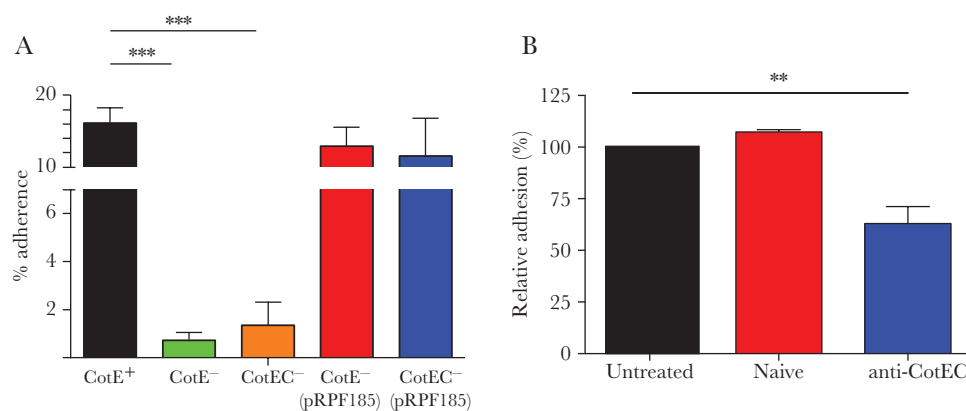 A
***
***
20
10
6
4
2
% adherence
CotE⁺
CotE⁻
CotEC⁻
CotE⁻
(pRPF185)
CotEC⁻
(pRPF185)
B
**
125
100
75
50
25
0
Relative adhesion (%)
Untreated
Naive
anti-CotEC